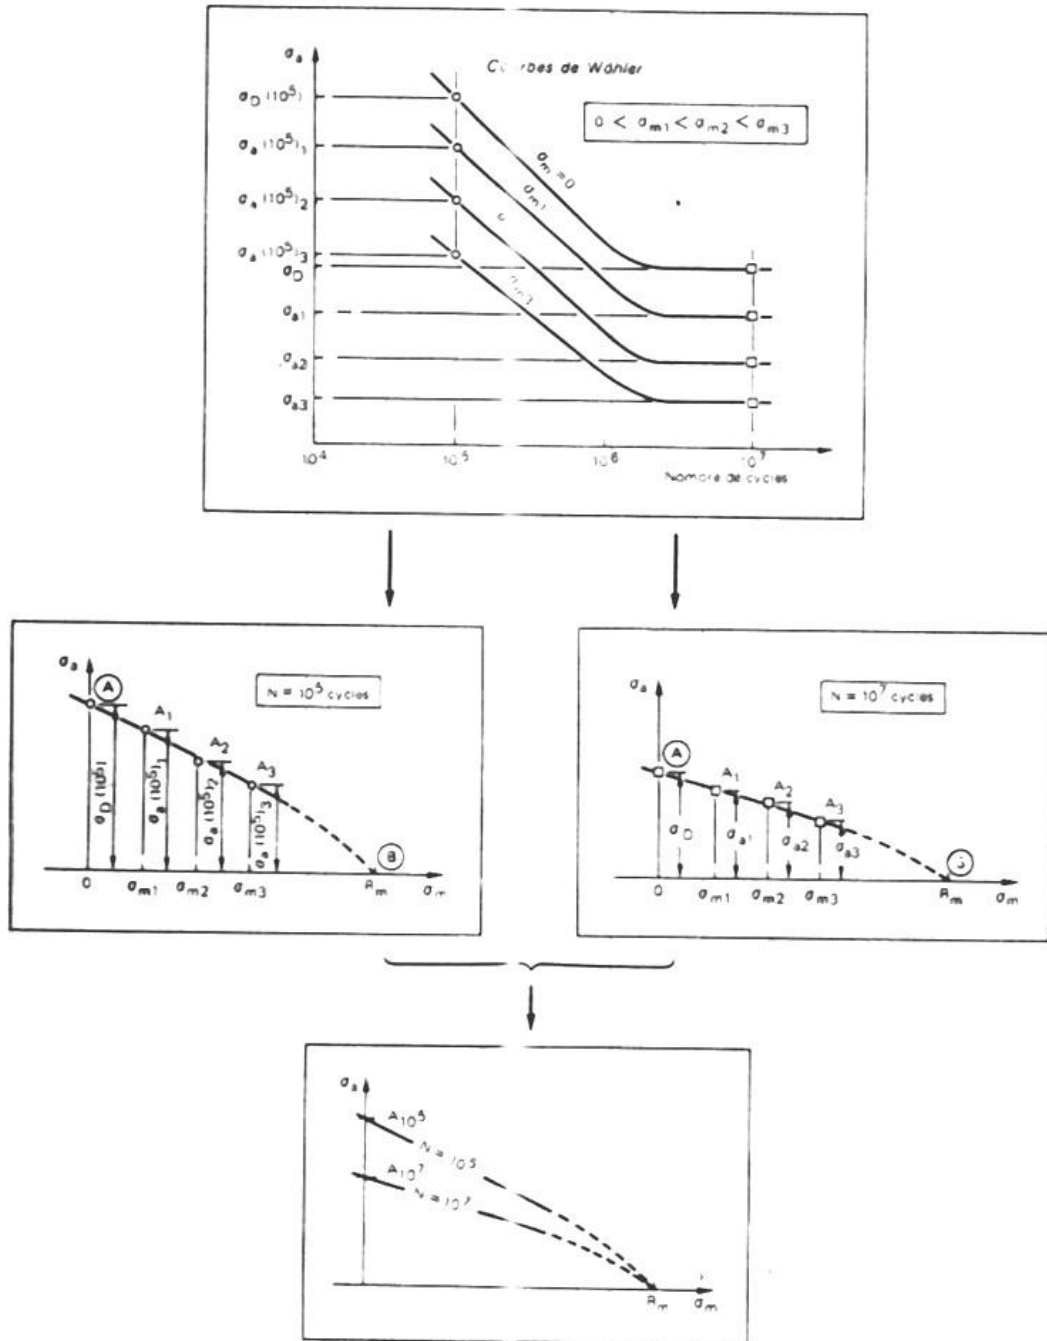 σa
Courbes de Wöhler
σD (10⁵)
0 < σm1 < σm2 < σm3
σa (10⁵)1
σm = 0
σm1
σa (10⁵)2
σa (10⁵)3
σD
σm3
σa1
σa2
σa3
10⁴ 10⁵ 10⁶ 10⁷
Nombre de cycles
σa
A
N = 10⁵ cycles
A1
A2
A3
σD (10⁵)
σa (10⁵)1
σa (10⁵)2
σa (10⁵)3
B
0 σm1 σm2 σm3 Rm σm
σa
N = 10⁷ cycles
A
A1
A2
A3
σD
σa1
σa2
σa3
0 σm1 σm2 σm3 Rm σm
σa
A10⁵
N = 10⁵
A10⁷
N = 10⁷
Rm σm